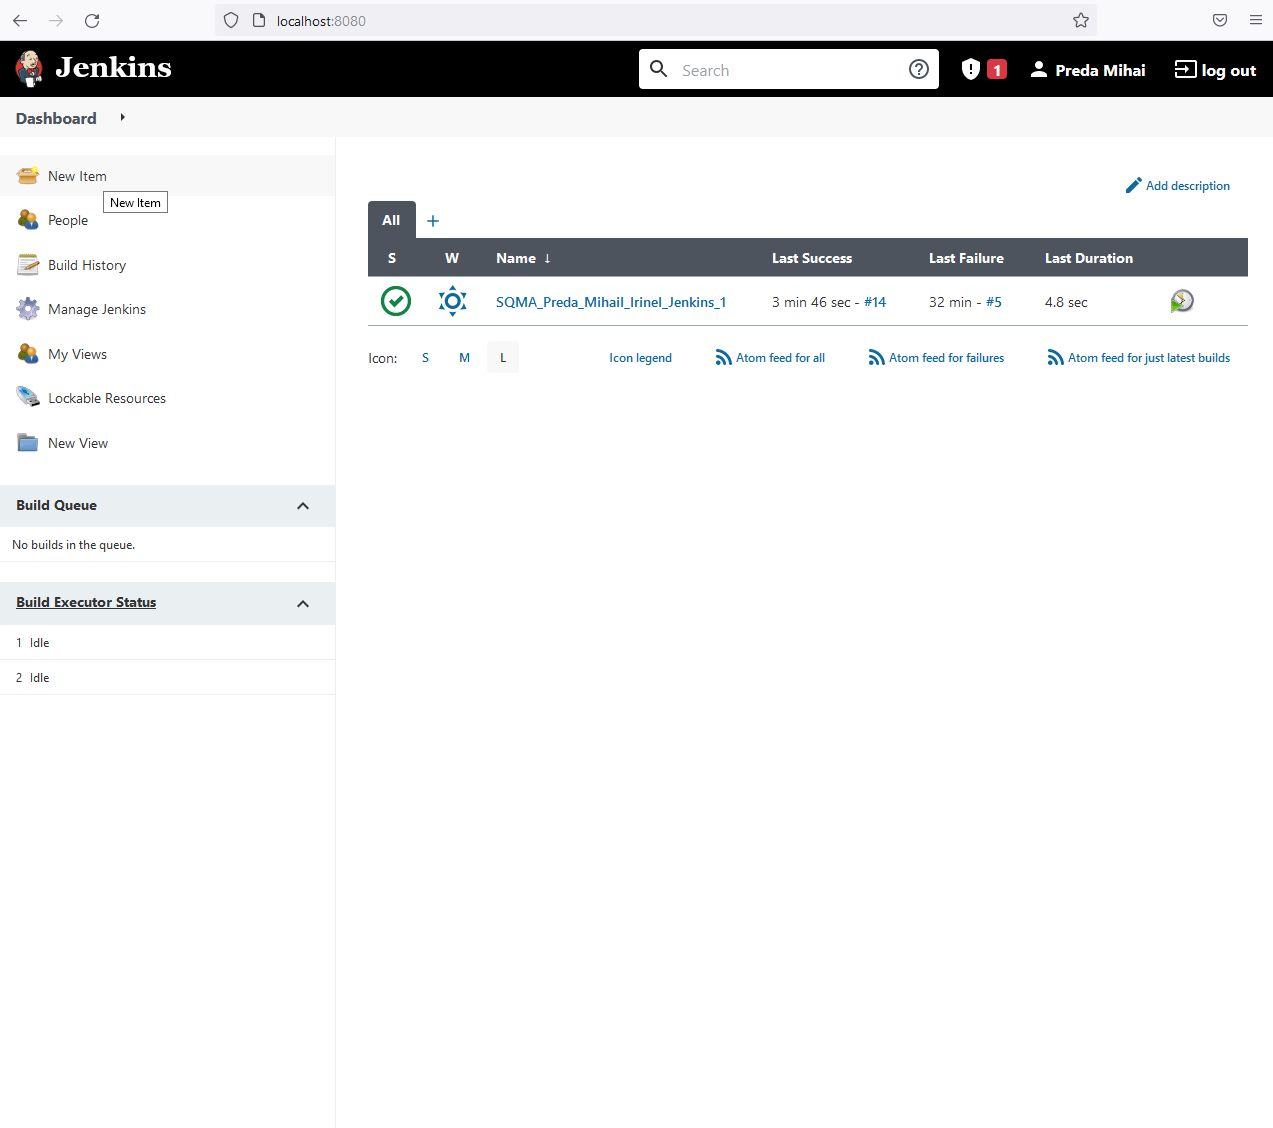 localhost:8080
Jenkins
Search
1
Preda Mihai
log out
Dashboard
New Item
New Item
People
Build History
Manage Jenkins
My Views
Lockable Resources
New View
Build Queue
No builds in the queue.
Build Executor Status
1 Idle
2 Idle
Add description
All +
S W Name ↓ Last Success Last Failure Last Duration
SQMA_Preda_Mihail_Irinel_Jenkins_1 3 min 46 sec - #14 32 min - #5 4.8 sec
Icon: S M L Icon legend Atom feed for all Atom feed for failures Atom feed for just latest builds